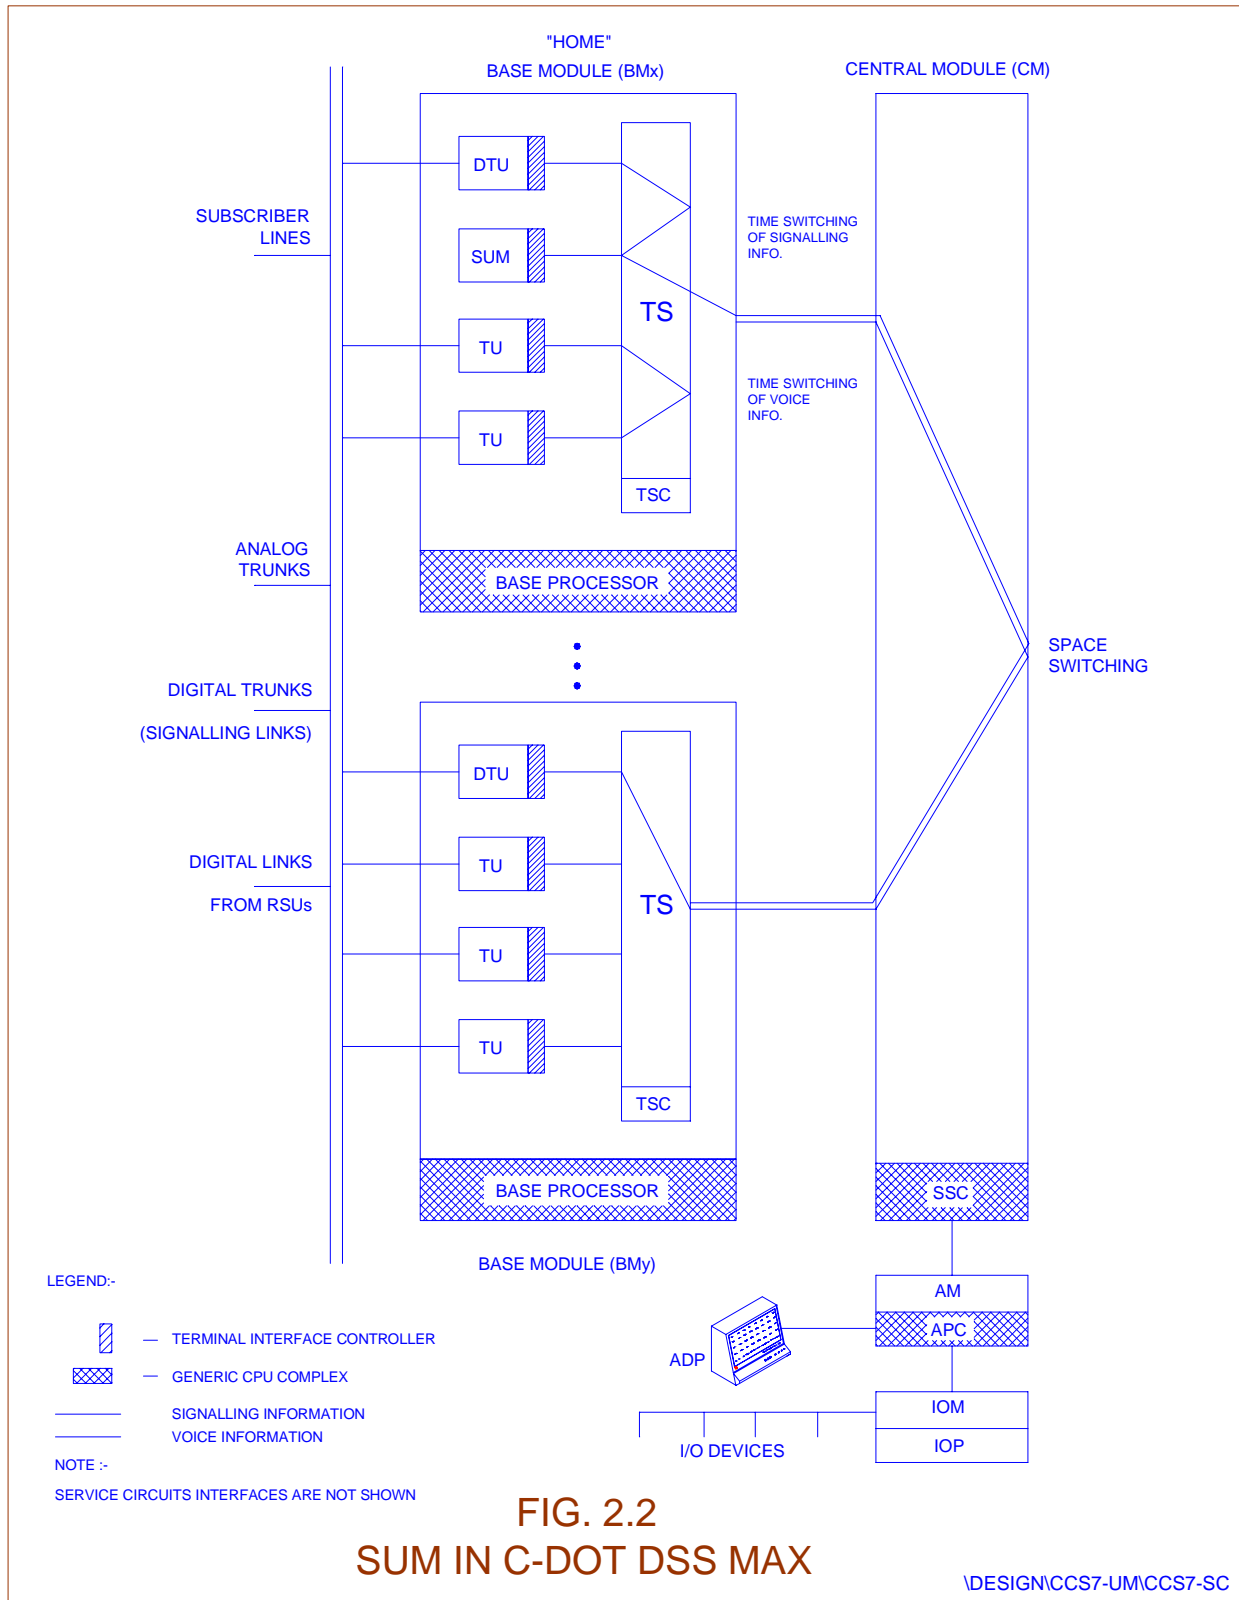 "HOME"
BASE MODULE (BMx)
CENTRAL MODULE (CM)
DTU
SUBSCRIBER
LINES
TIME SWITCHING
OF SIGNALLING
INFO.
SUM
TS
TU
TIME SWITCHING
OF VOICE
INFO.
TU
TSC
ANALOG
TRUNKS
BASE PROCESSOR
SPACE
SWITCHING
DIGITAL TRUNKS
(SIGNALLING LINKS)
DTU
DIGITAL LINKS
FROM RSUs
TU
TS
TU
TU
TSC
BASE PROCESSOR
SSC
BASE MODULE (BMy)
AM
APC
ADP
IOM
IOP
I/O DEVICES
LEGEND:-
— TERMINAL INTERFACE CONTROLLER
— GENERIC CPU COMPLEX
SIGNALLING INFORMATION
VOICE INFORMATION
NOTE :-
SERVICE CIRCUITS INTERFACES ARE NOT SHOWN
FIG. 2.2
SUM IN C-DOT DSS MAX
\DESIGN\CCS7-UM\CCS7-SC